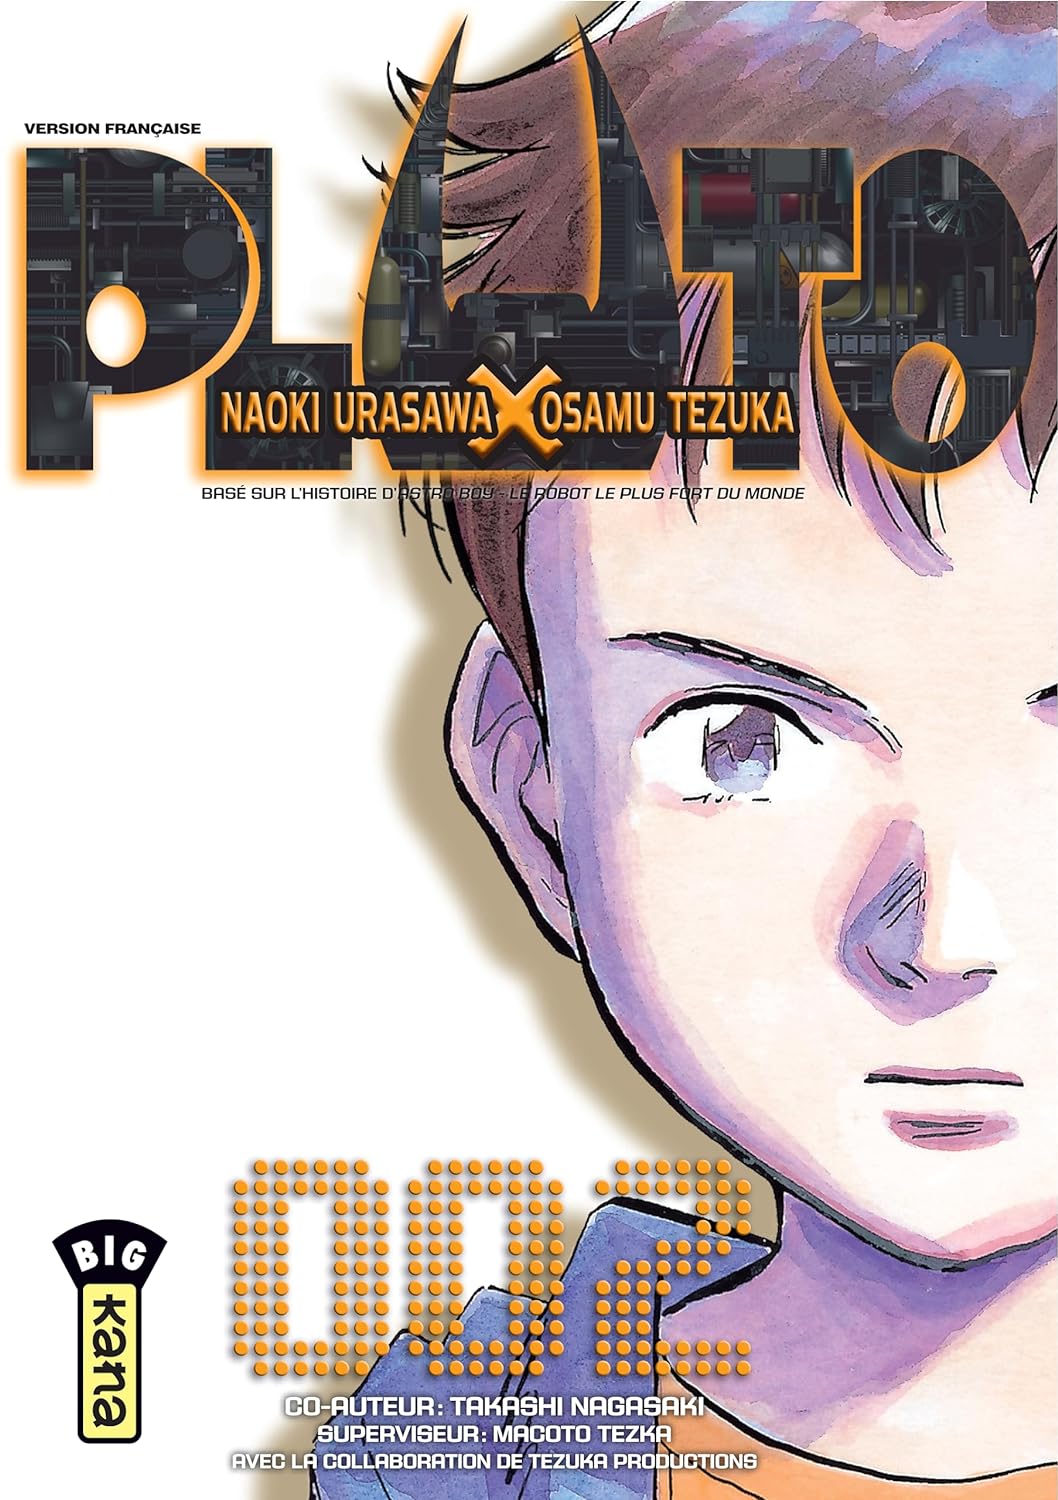 VERSION FRANÇAISE
PLUTO
NAOKI URASAWA X OSAMU TEZUKA
BASÉ SUR L'HISTOIRE D'ASTRO BOY - LE ROBOT LE PLUS FORT DU MONDE
002
BIG
kana
CO-AUTEUR: TAKASHI NAGASAKI
SUPERVISEUR: MACOTO TEZKA
AVEC LA COLLABORATION DE TEZUKA PRODUCTIONS